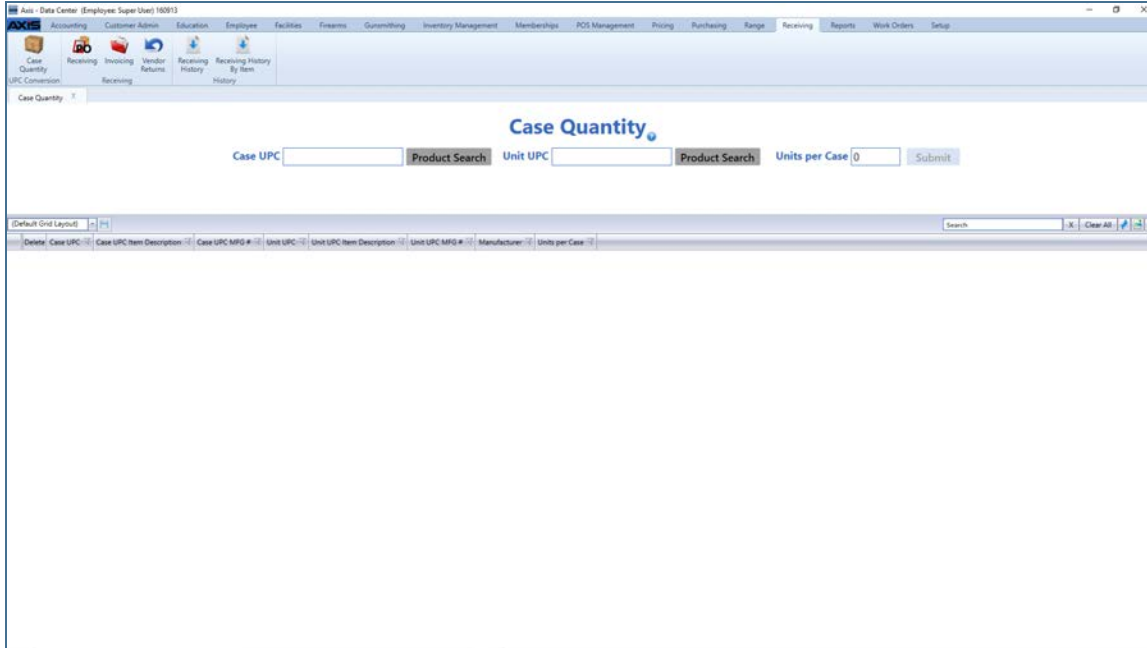 Axis - Data Center (Employee: Super User) 160913
AXIS Accounting Customer Admin Education Employee Facilities Firearms Gunsmithing Inventory Management Memberships POS Management Pricing Purchasing Range Receiving Reports Work Orders Setup
Case Quantity Receiving Invoicing Vendor Returns Receiving History Receiving History By Item
UPC Conversion Receiving History
Case Quantity X
Case Quantity ?
Case UPC Product Search Unit UPC Product Search Units per Case 0 Submit
(Default Grid Layout) Search X Clear All
Delete Case UPC Case UPC Item Description Case UPC MFG # Unit UPC Unit UPC Item Description Unit UPC MFG # Manufacturer Units per Case